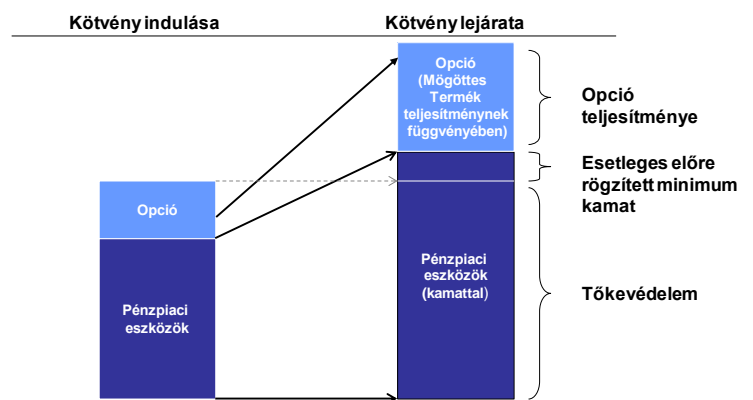 Kötvény indulása
Kötvény lejárata
Opció
(Mögöttes
Termék
teljesítménynek
függvényében)
Opció
teljesítménye
Esetleges előre
rögzített minimum
kamat
Opció
Pénzpiaci
eszközök
Pénzpiaci
eszközök
(kamattal)
Tőkevédelem